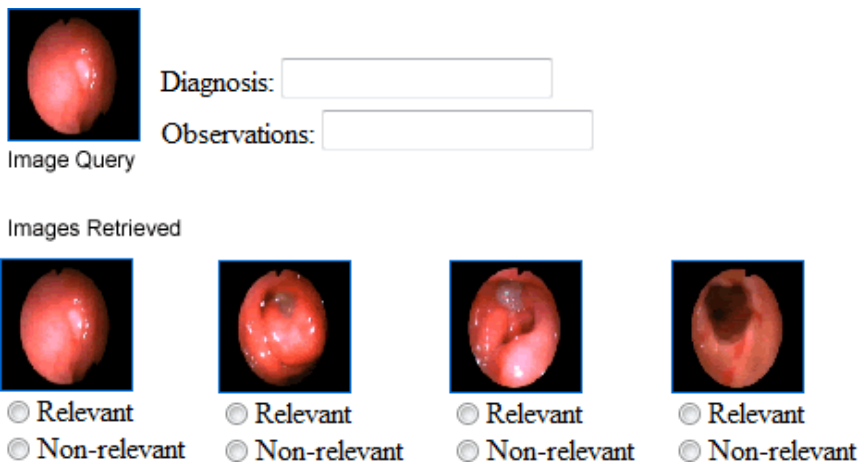 Diagnosis:
Observations:
Image Query
Images Retrieved
Relevant Relevant Relevant Relevant
Non-relevant Non-relevant Non-relevant Non-relevant